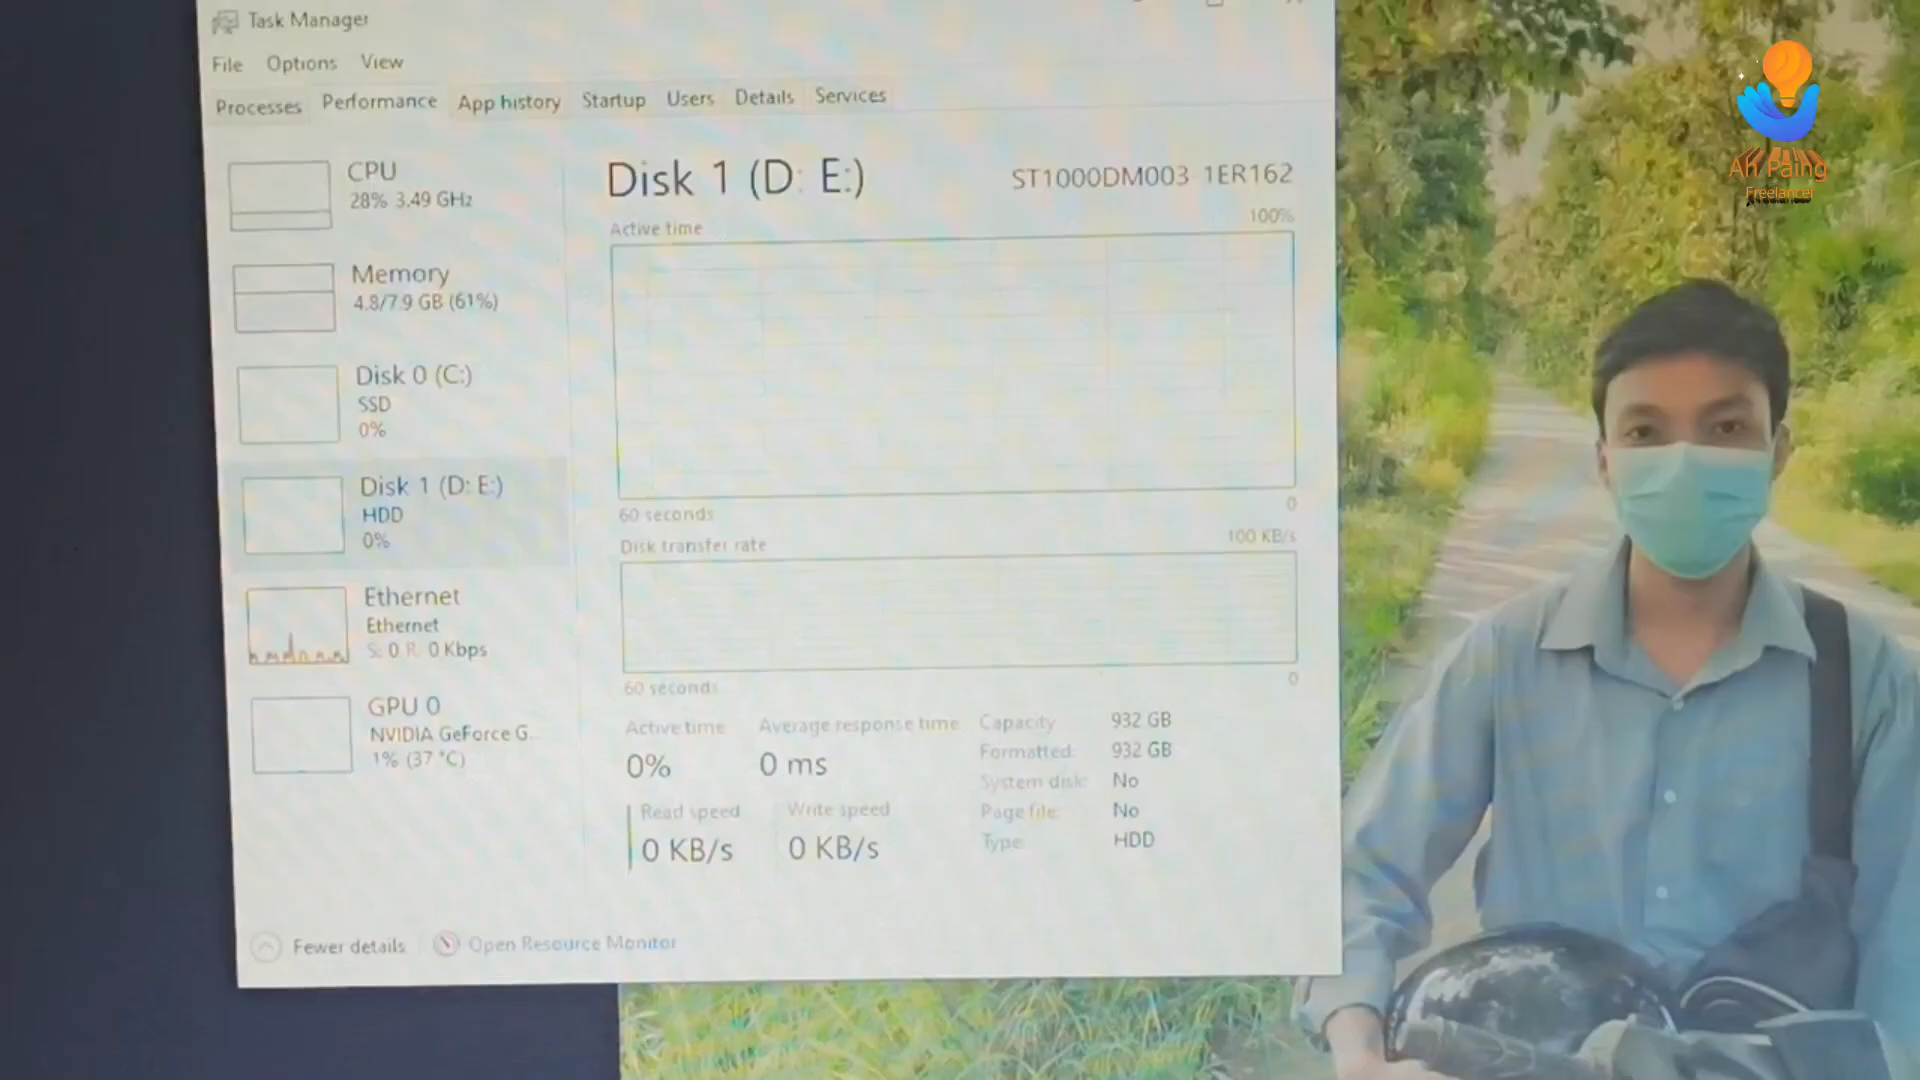 Task Manager
File Options View
Processes Performance App history Startup Users Details Services
CPU
28% 3.49 GHz
Memory
4.8/7.9 GB (61%)
Disk 0 (C:)
SSD
0%
Disk 1 (D: E:)
HDD
0%
Ethernet
Ethernet
S: 0 R: 0 Kbps
GPU 0
NVIDIA GeForce G...
1% (37 °C)
Disk 1 (D: E:)
ST1000DM003 1ER162
Active time
100%
60 seconds
0
Disk transfer rate
100 KB/s
60 seconds
0
Active time
0%
Average response time
0 ms
Read speed
0 KB/s
Write speed
0 KB/s
Capacity: 932 GB
Formatted: 932 GB
System disk: No
Page file: No
Type: HDD
Fewer details
Open Resource Monitor
Ah Paing
Freelancer